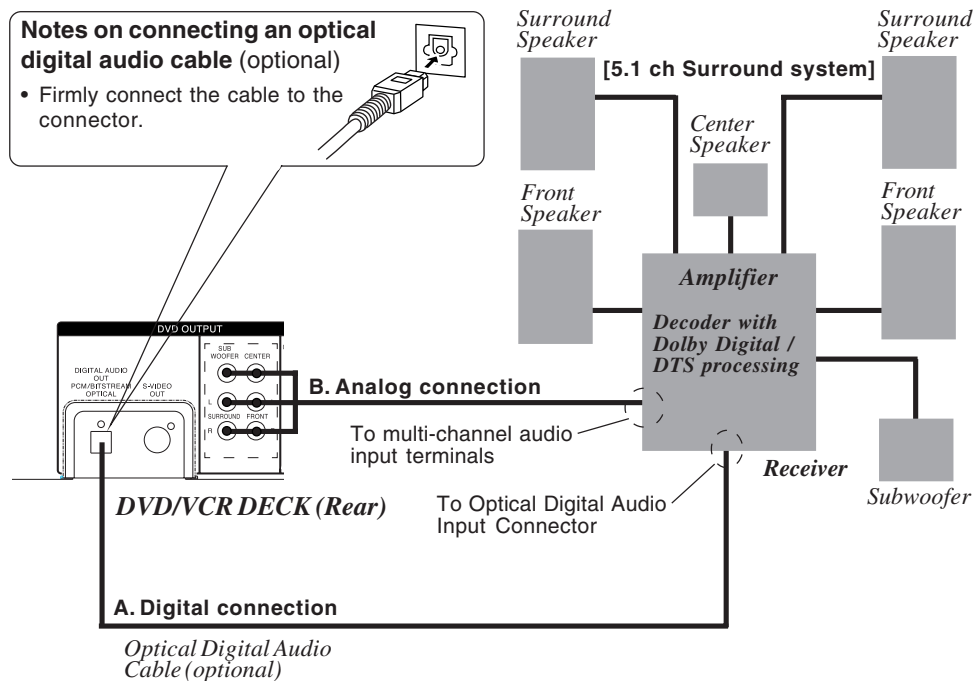 Notes on connecting an optical
digital audio cable (optional)
• Firmly connect the cable to the
connector.
Surround
Speaker
Surround
Speaker
[5.1 ch Surround system]
Center
Speaker
Front
Speaker
Front
Speaker
Amplifier
Decoder with
Dolby Digital /
DTS processing
DVD OUTPUT
SUB
WOOFER CENTER
DIGITAL AUDIO
OUT
PCM/BITSTREAM
OPTICAL
S-VIDEO
OUT
L
SURROUND FRONT
R
B. Analog connection
To multi-channel audio
input terminals
Receiver
Subwoofer
DVD/VCR DECK (Rear)
To Optical Digital Audio
Input Connector
A. Digital connection
Optical Digital Audio
Cable (optional)